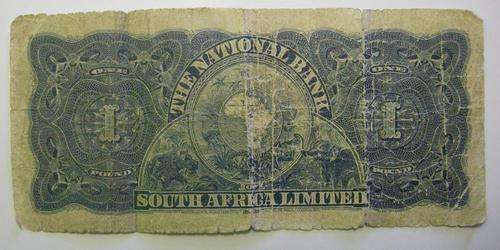 ONE
THE NATIONAL BANK
ONE
1
1
POUND
OF
POUND
SOUTH AFRICA LIMITED